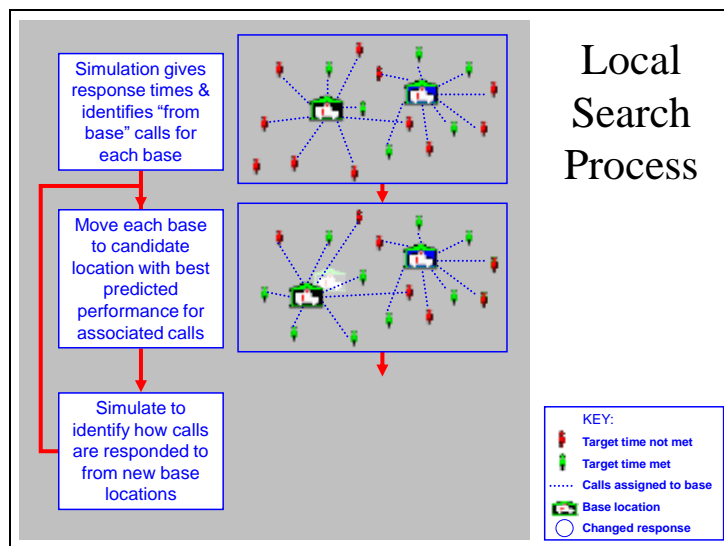 Local
Search
Process
Simulation gives
response times &
identifies “from
base” calls for
each base
Move each base
to candidate
location with best
predicted
performance for
associated calls
Simulate to
identify how calls
are responded to
from new base
locations
KEY:
Target time not met
Target time met
Calls assigned to base
Base location
Changed response